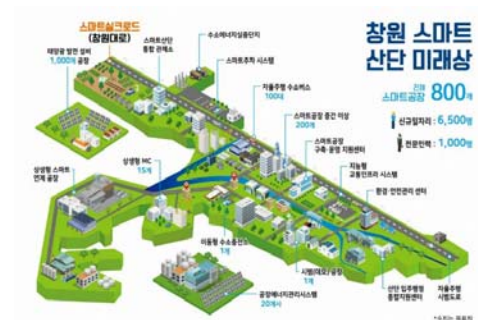 창원 스마트
산단 미래상
전체
스마트공장 800개
신규일자리 : 6,500명
전문인력 : 1,000명
스마트실크로드
(창원대로)
태양광 발전 설비
1,000개 공장
스마트산단
통합 관제소
수소에너지실증단지
스마트주차 시스템
자율주행 수소버스
100대
스마트공장 중간 이상
200개
스마트공장
구축·운영 지원센터
지능형
교통인프라 시스템
환경·안전관리 센터
상생형 스마트
연계 공장
상생형 MC
15개
이동형 수소충전소
1개
시범(데모)공장
1개
공장에너지관리시스템
20개사
산단 입주기업
종합지원센터
자율주행
시범도로